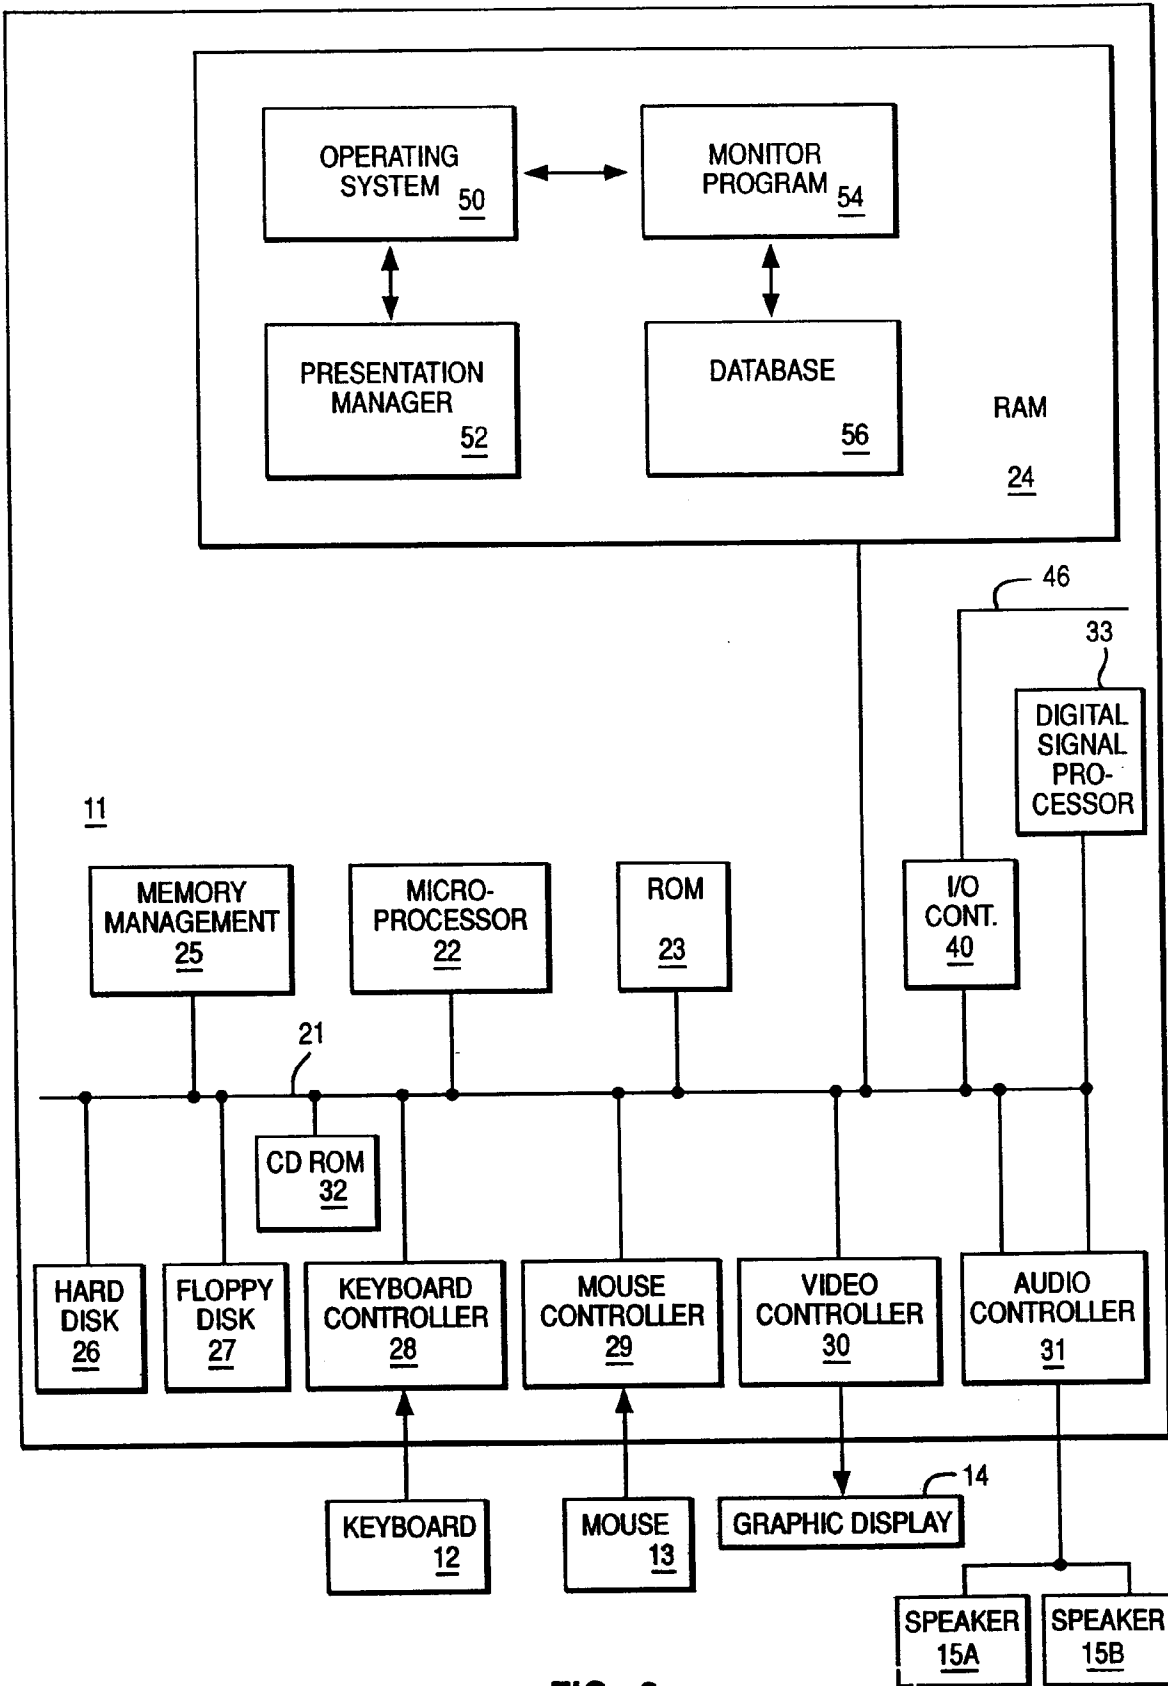 OPERATING
SYSTEM
50
MONITOR
PROGRAM
54
PRESENTATION
MANAGER
52
DATABASE
56
RAM
24
46
33
DIGITAL
SIGNAL
PRO-
CESSOR
11
MEMORY
MANAGEMENT
25
MICRO-
PROCESSOR
22
ROM
23
I/O
CONT.
40
21
CD ROM
32
HARD
DISK
26
FLOPPY
DISK
27
KEYBOARD
CONTROLLER
28
MOUSE
CONTROLLER
29
VIDEO
CONTROLLER
30
AUDIO
CONTROLLER
31
14
KEYBOARD
12
MOUSE
13
GRAPHIC DISPLAY
SPEAKER
15A
SPEAKER
15B